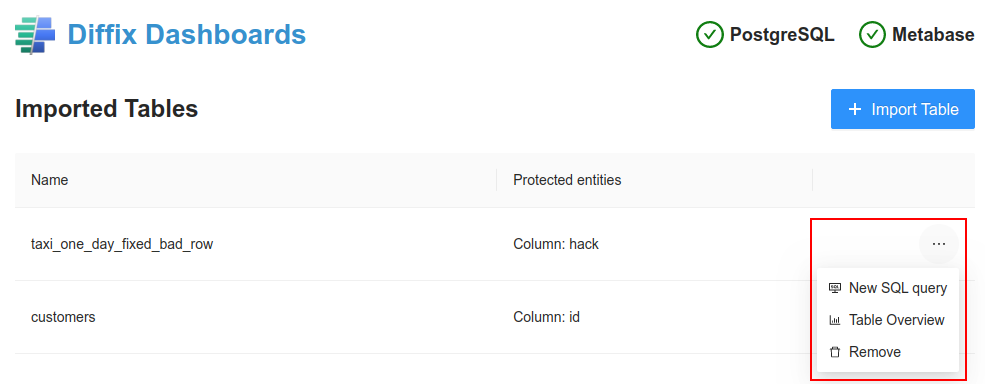 Diffix Dashboards
PostgreSQL
Metabase
Imported Tables
+ Import Table
Name
Protected entities
taxi_one_day_fixed_bad_row
Column: hack
...
New SQL query
Table Overview
Remove
customers
Column: id